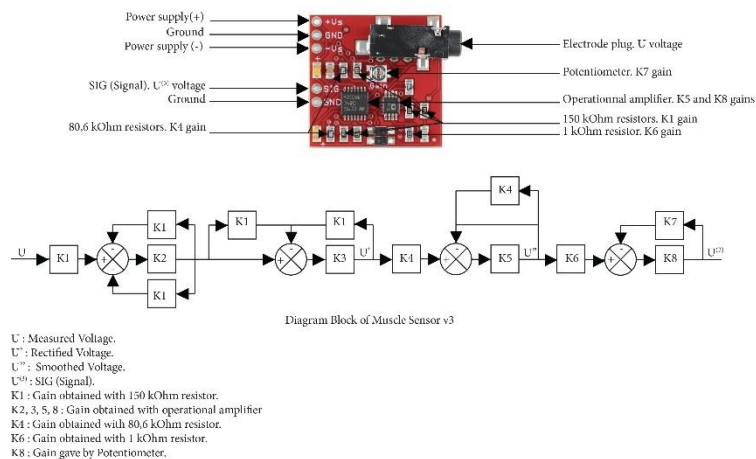 Power supply(+)
Ground
Power supply (-)
SIG (Signal). U⁽³⁾ voltage
Ground
80,6 kOhm resistors. K4 gain
+Vs
GND
-Vs
SIG
GND
Gain
Electrode plug. U voltage
Potentiometer. K7 gain
Operationnal amplifier. K5 and K8 gains
150 kOhm resistors. K1 gain
1 kOhm resistor. K6 gain
K1
K1
K1
K4
K7
U
K1
+
-
-
K2
+
-
K3
U'
K4
+
-
K5
U''
K6
+
-
K8
U⁽³⁾
K1
Diagram Block of Muscle Sensor v3
U : Measured Voltage.
U' : Rectified Voltage.
U'' : Smoothed Voltage.
U⁽³⁾ : SIG (Signal).
K1 : Gain obtained with 150 kOhm resistor.
K2, 3, 5, 8 : Gain obtained with operational amplifier
K4 : Gain obtained with 80,6 kOhm resistor.
K6 : Gain obtained with 1 kOhm resistor.
K8 : Gain gave by Potentiometer.